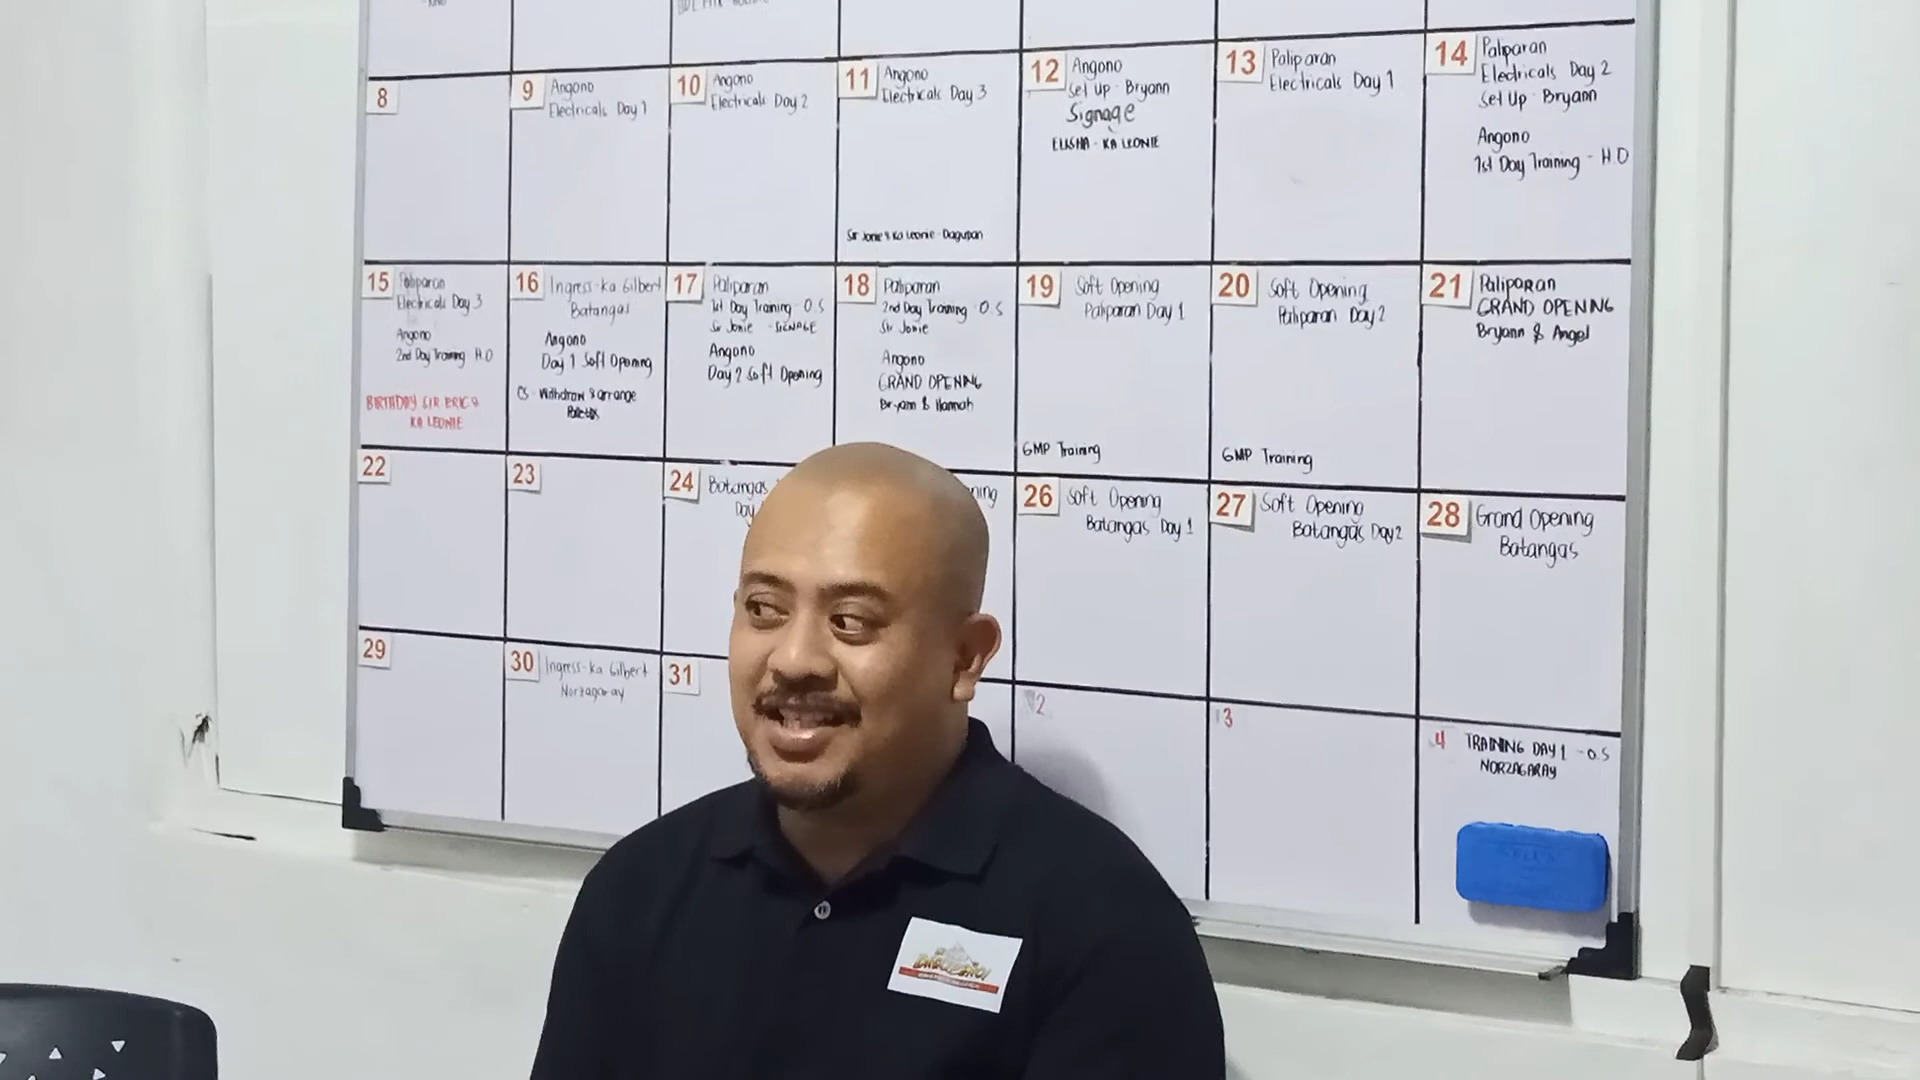 8
9 Angono
Electricals Day 1
10 Angono
Electricals Day 2
11 Angono
Electricals Day 3
Sir Jonie & Ka Leonie - Dagupan
12 Angono
Set Up - Bryann
Signage
ELISHA - KA LEONIE
13 Paliparan
Electricals Day 1
14 Paliparan
Electricals Day 2
Set Up - Bryann
Angono
1st Day Training - H.O
15 Paliparan
Electricals Day 3
Angono
2nd Day Training H.O
BIRTHDAY SIR ERIC &
KA LEONIE
16 Ingress - ka Gilbert
Batangas
Angono
Day 1 Soft Opening
CS - Withdraw & arrange
17 Paliparan
1st Day Training - O.S
Sir Jonie - SIGNAGE
Angono
Day 2 Soft Opening
18 Paliparan
2nd Day Training - O.S
Sir Jonie
Angono
GRAND OPENING
Bryann & Hannah
19 Soft Opening
Paliparan Day 1
GMP Training
20 Soft Opening
Paliparan Day 2
GMP Training
21 Paliparan
GRAND OPENING
Bryann & Angel
22
23
24 Batangas
Day
ning
26 Soft Opening
Batangas Day 1
27 Soft Opening
Batangas Day 2
28 Grand Opening
Batangas
29
30 Ingress - ka Gilbert
Norzagaray
31
2
3
4 TRAINING DAY 1 - O.S
NORZAGARAY